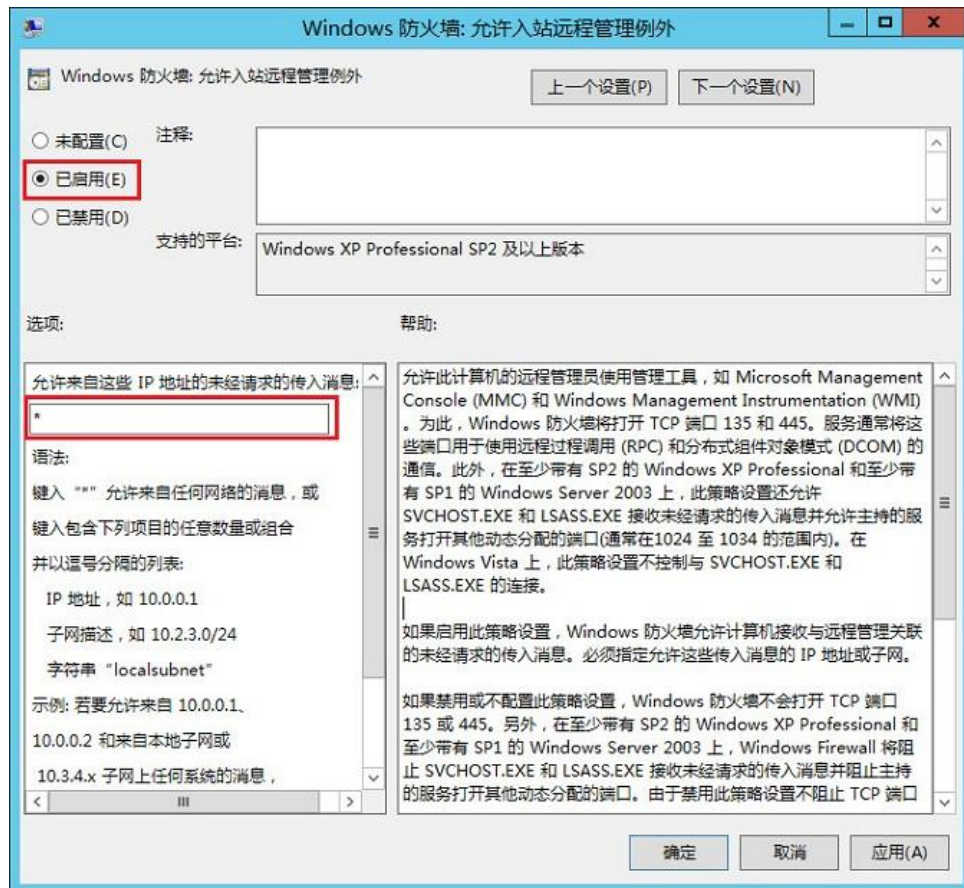 Windows 防火墙: 允许入站远程管理例外
Windows 防火墙: 允许入站远程管理例外
上一个设置(P)
下一个设置(N)
未配置(C)
注释:
已启用(E)
已禁用(D)
支持的平台:
Windows XP Professional SP2 及以上版本
选项:
帮助:
允许来自这些 IP 地址的未经请求的传入消息:
*
语法:
键入 "*" 允许来自任何网络的消息，或
键入包含下列项目的任意数量或组合
并以逗号分隔的列表:
IP 地址，如 10.0.0.1
子网描述，如 10.2.3.0/24
字符串“localsubnet”
示例: 若要允许来自 10.0.0.1、
10.0.0.2 和来自本地子网或
10.3.4.x 子网上任何系统的消息，
允许此计算机的远程管理员使用管理工具，如 Microsoft Management
Console (MMC) 和 Windows Management Instrumentation (WMI)
。为此，Windows 防火墙将打开 TCP 端口 135 和 445。服务通常将这
些端口用于使用远程过程调用 (RPC) 和分布式组件对象模式 (DCOM) 的
通信。此外，在至少带有 SP2 的 Windows XP Professional 和至少带
有 SP1 的 Windows Server 2003 上，此策略设置还允许
SVCHOST.EXE 和 LSASS.EXE 接收未经请求的传入消息并允许主持的服
务打开其他动态分配的端口(通常在1024 至 1034 的范围内)。在
Windows Vista 上，此策略设置不控制与 SVCHOST.EXE 和
LSASS.EXE 的连接。
如果启用此策略设置，Windows 防火墙允许计算机接收与远程管理关联
的未经请求的传入消息。必须指定允许这些传入消息的 IP 地址或子网。
如果禁用或不配置此策略设置，Windows 防火墙不会打开 TCP 端口
135 或 445。另外，在至少带有 SP2 的 Windows XP Professional 和
至少带有 SP1 的 Windows Server 2003 上，Windows Firewall 将阻
止 SVCHOST.EXE 和 LSASS.EXE 接收未经请求的传入消息并阻止主持
的服务打开其他动态分配的端口。由于禁用此策略设置不阻止 TCP 端口
确定
取消
应用(A)